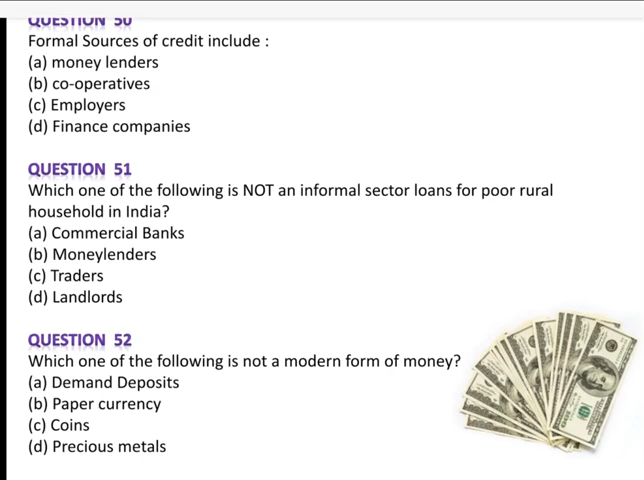 QUESTION 50
Formal Sources of credit include :
(a) money lenders
(b) co-operatives
(c) Employers
(d) Finance companies
QUESTION 51
Which one of the following is NOT an informal sector loans for poor rural
household in India?
(a) Commercial Banks
(b) Moneylenders
(c) Traders
(d) Landlords
QUESTION 52
Which one of the following is not a modern form of money?
(a) Demand Deposits
(b) Paper currency
(c) Coins
(d) Precious metals